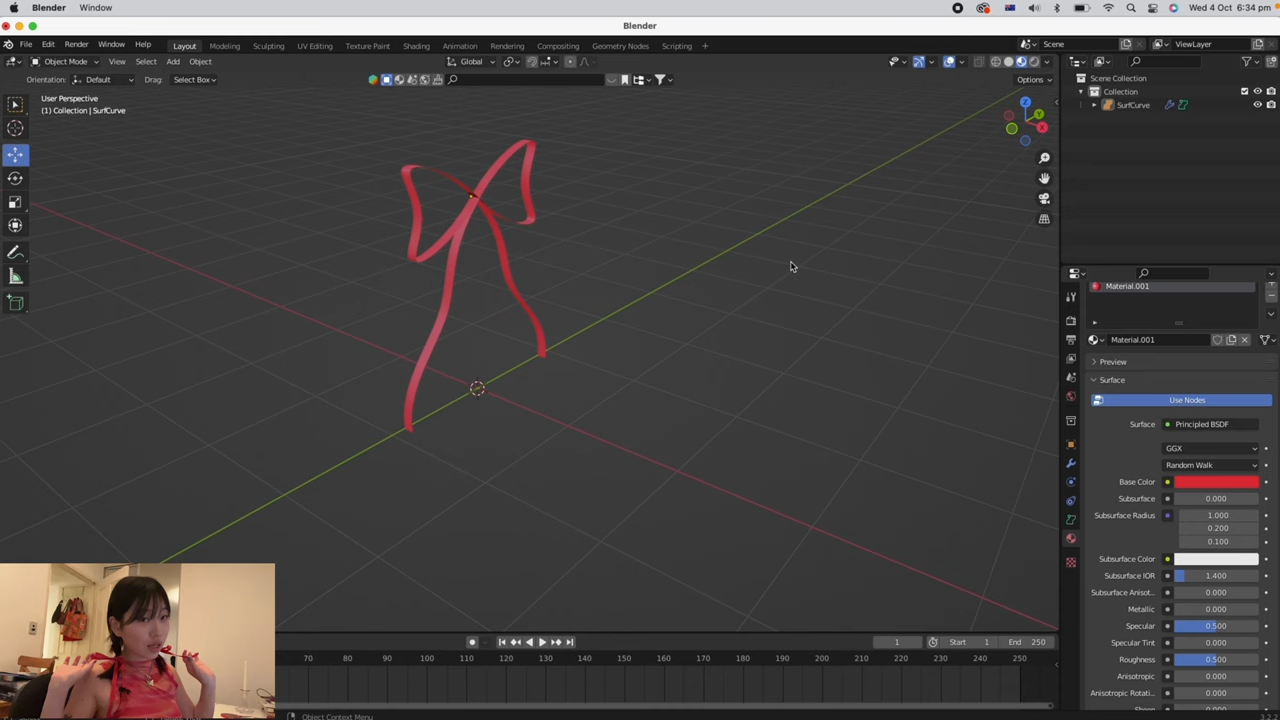 Blender Window Wed 4 Oct 6:34 pm
Blender
File Edit Render Window Help Layout Modeling Sculpting UV Editing Texture Paint Shading Animation Rendering Compositing Geometry Nodes Scripting + Scene ViewLayer
Object Mode View Select Add Object Global
Orientation: Default Drag: Select Box Options
User Perspective
(1) Collection | SurfCurve
Z
Y
X
Scene Collection
Collection
SurfCurve
Material.001
Material.001
Preview
Surface
Use Nodes
Surface Principled BSDF
GGX
Random Walk
Base Color
Subsurface 0.000
Subsurface Radius 1.000
0.200
0.100
Subsurface Color
Subsurface IOR 1.400
Subsurface Anisot... 0.000
Metallic 0.000
Specular 0.500
Specular Tint 0.000
Roughness 0.500
Anisotropic 0.000
Anisotropic Rotati... 0.000
1 Start 1 End 250
70 80 90 100 110 120 130 140 150 160 170 180 190 200 210 220 230 240 250
Object Context Menu